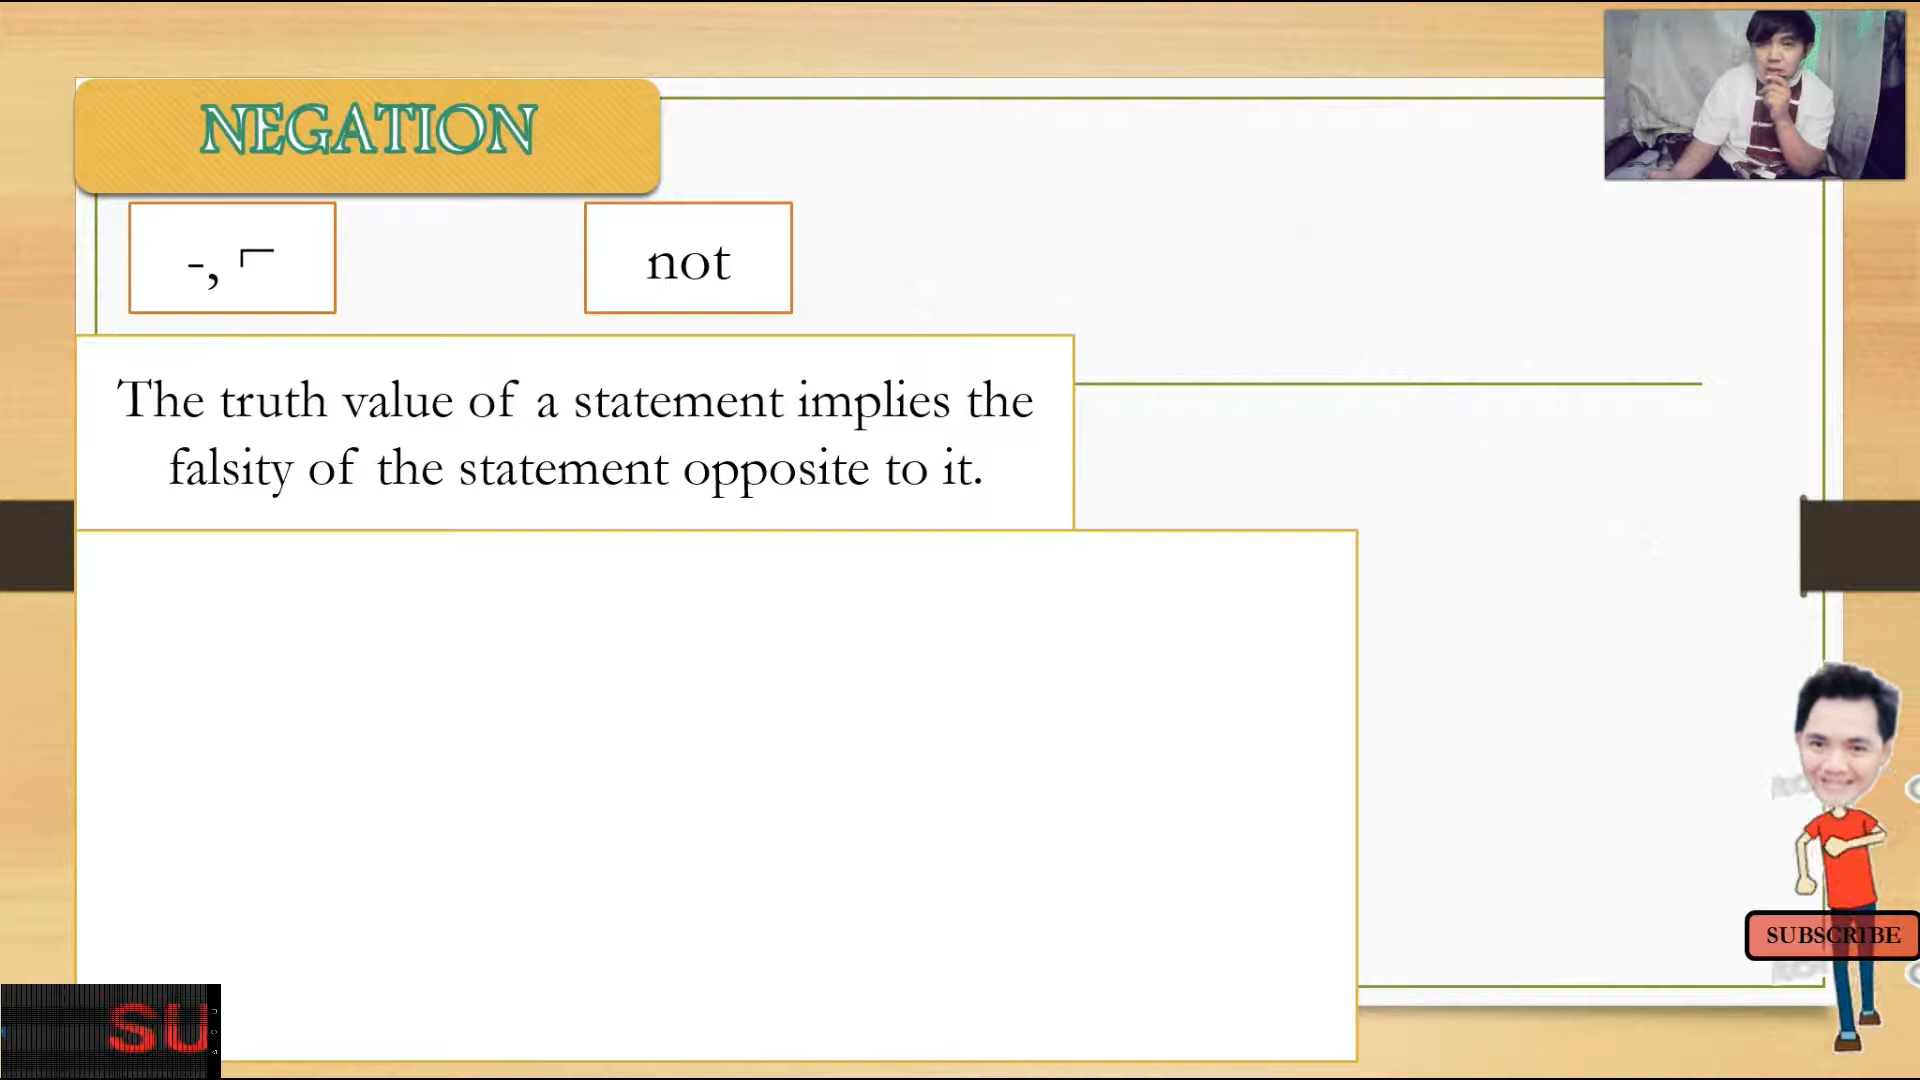 NEGATION
-, ⌐
not
The truth value of a statement implies the
falsity of the statement opposite to it.
SUBSCRIBE
SU